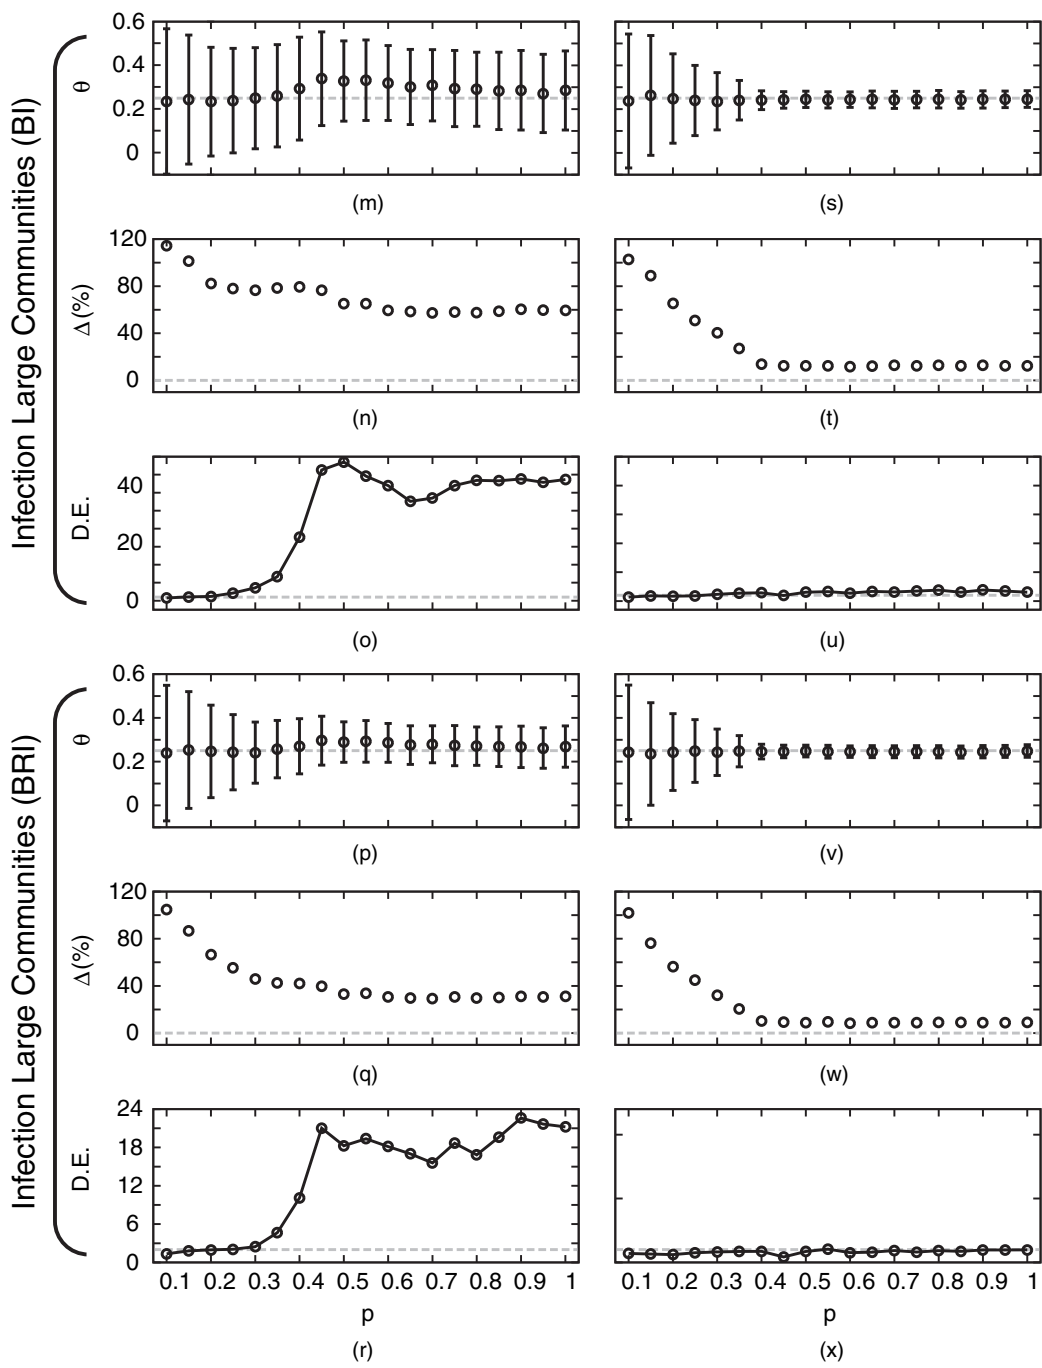 Infection Large Communities (BI)
θ
0.6
0.4
0.2
0
(m)
(s)
Δ(%)
120
80
40
0
(n)
(t)
D.E.
40
20
0
(o)
(u)
Infection Large Communities (BRI)
θ
0.6
0.4
0.2
0
(p)
(v)
Δ(%)
120
80
40
0
(q)
(w)
D.E.
24
18
12
6
0
0.1 0.2 0.3 0.4 0.5 0.6 0.7 0.8 0.9 1
0.1 0.2 0.3 0.4 0.5 0.6 0.7 0.8 0.9 1
p
p
(r)
(x)